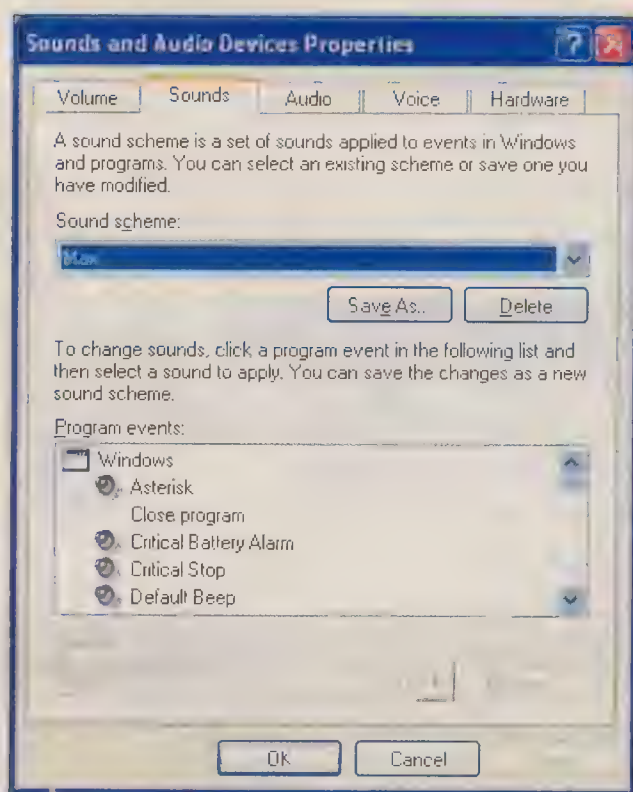 Sounds and Audio Devices Properties
Volume
Sounds
Audio
Voice
Hardware
A sound scheme is a set of sounds applied to events in Windows
and programs. You can select an existing scheme or save one you
have modified.
Sound scheme:
Max
Save As..
Delete
To change sounds, click a program event in the following list and
then select a sound to apply. You can save the changes as a new
sound scheme.
Program events:
Windows
Asterisk
Close program
Critical Battery Alarm
Critical Stop
Default Beep
OK
Cancel